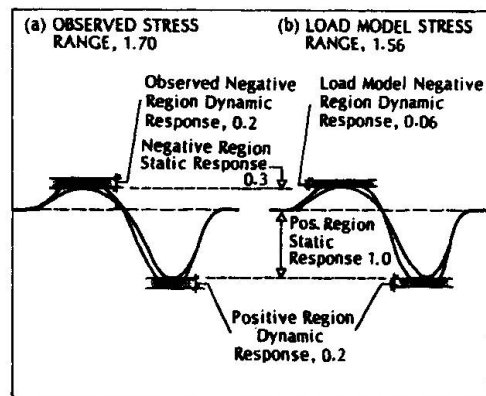 (a) OBSERVED STRESS
RANGE, 1.70
(b) LOAD MODEL STRESS
RANGE, 1.56
Observed Negative
Region Dynamic
Response, 0.2
Load Model Negative
Region Dynamic
Response, 0.06
Negative Region
Static Response
0.3
Pos. Region
Static
Response 1.0
Positive Region
Dynamic
Response, 0.2